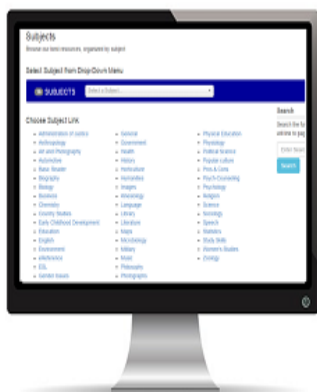 Subjects
Browse our best resources, organized by subject
Select Subject from Drop-Down Menu
SUBJECTS
Select a Subject...
Search
Choose Subject Link
Administration of Justice
Anthropology
Art and Photography
Automotive
Basic Reader
Biography
Biology
Business
Chemistry
Country Studies
Early Childhood Development
Education
English
Environment
eReference
ESL
Gender Issues
General
Government
Health
History
Horticulture
Humanities
Images
Kinesiology
Language
Library
Literature
Maps
Microbiology
Military
Music
Philosophy
Photographs
Physical Education
Physiology
Political Science
Popular culture
Pros & Cons
Psych-Counseling
Psychology
Religion
Science
Sociology
Speech
Statistics
Study Skills
Women's Studies
Zoology
Search